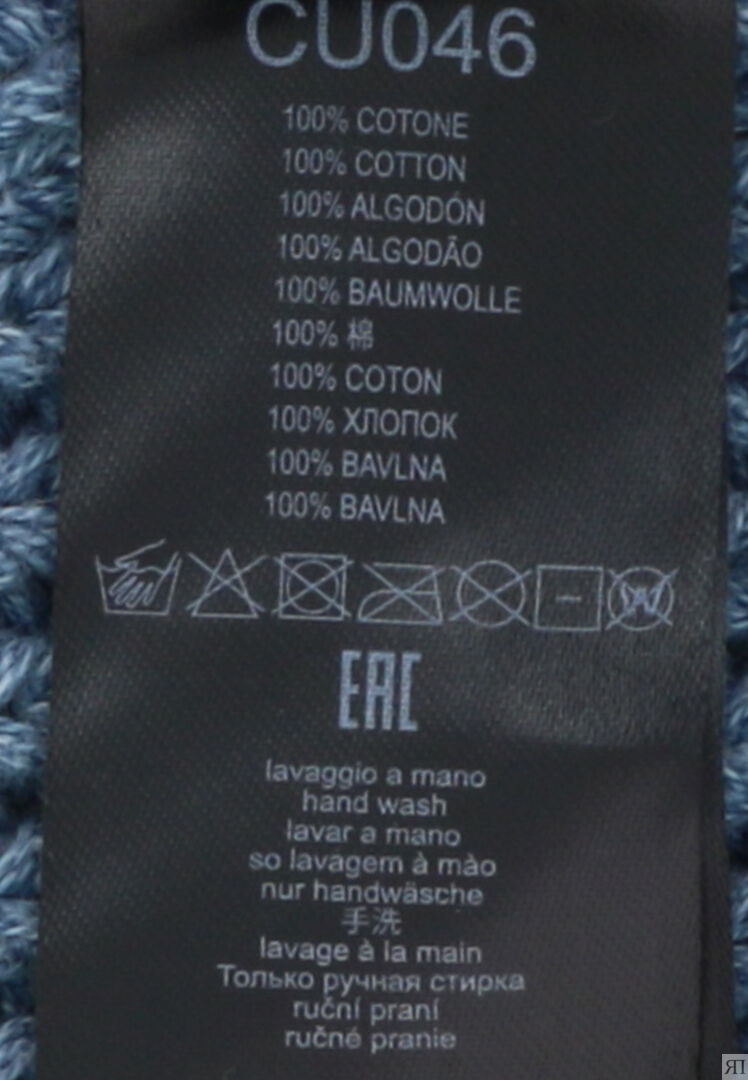 CU046
100% COTONE
100% COTTON
100% ALGODÓN
100% ALGODÃO
100% BAUMWOLLE
100% 棉
100% COTON
100% ХЛОПОК
100% BAVLNA
100% BAVLNA
W
EAC
lavaggio a mano
hand wash
lavar a mano
so lavagem à mào
nur handwäsche
手洗
lavage à la main
Только ручная стирка
ruční praní
ručné pranie
ЯП